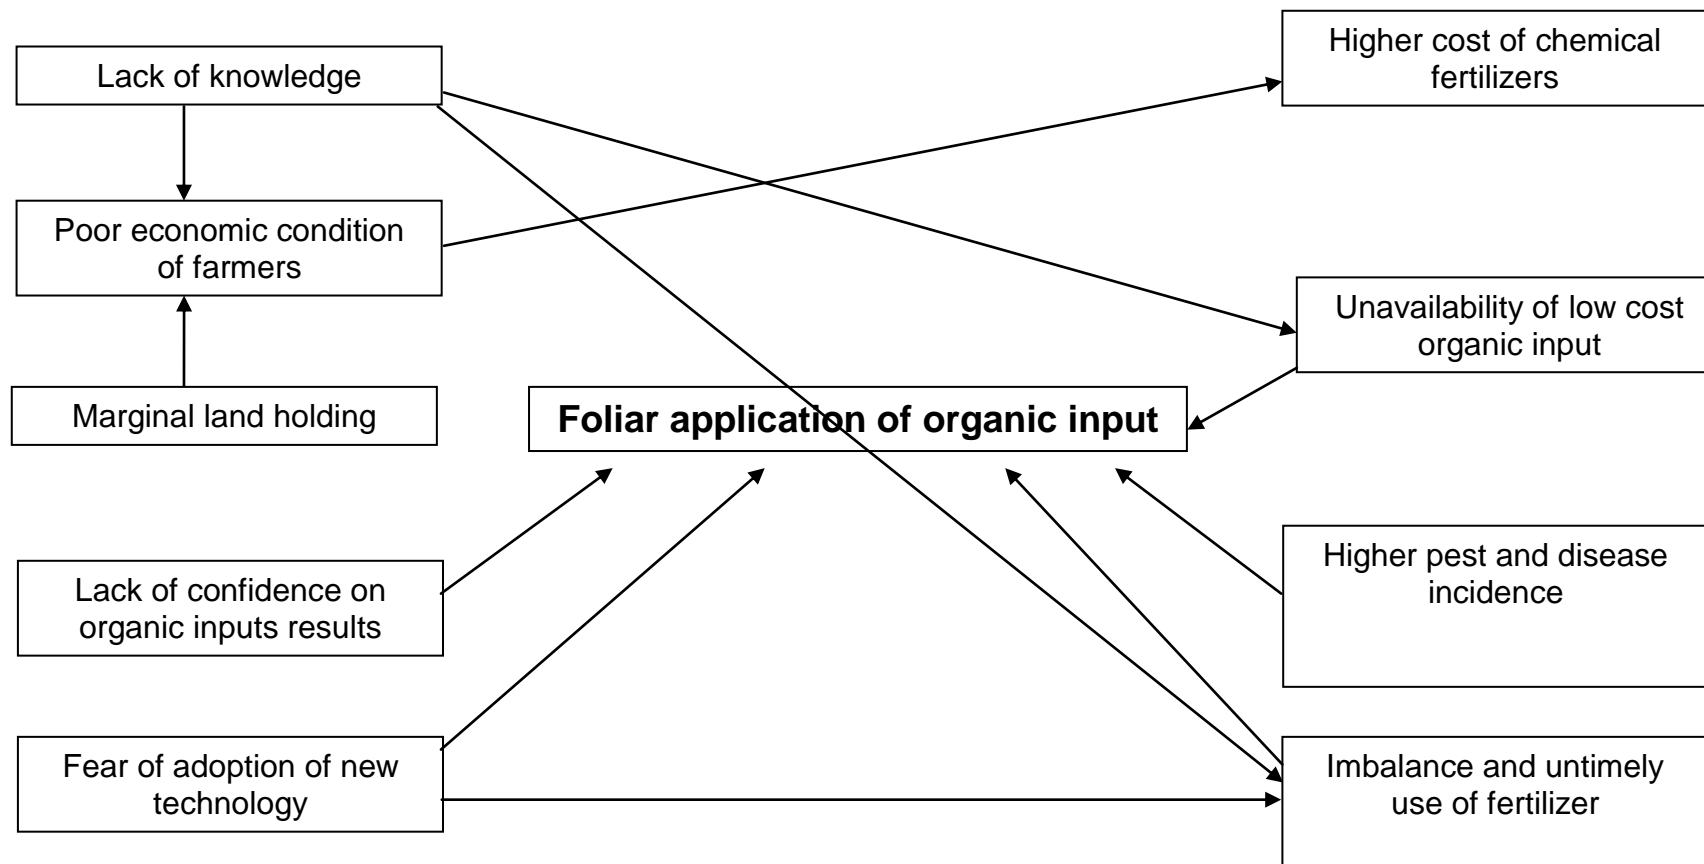 Lack of knowledge
Higher cost of chemical
fertilizers
Poor economic condition
of farmers
Unavailability of low cost
organic input
Marginal land holding
Foliar application of organic input
Lack of confidence on
organic inputs results
Higher pest and disease
incidence
Fear of adoption of new
technology
Imbalance and untimely
use of fertilizer